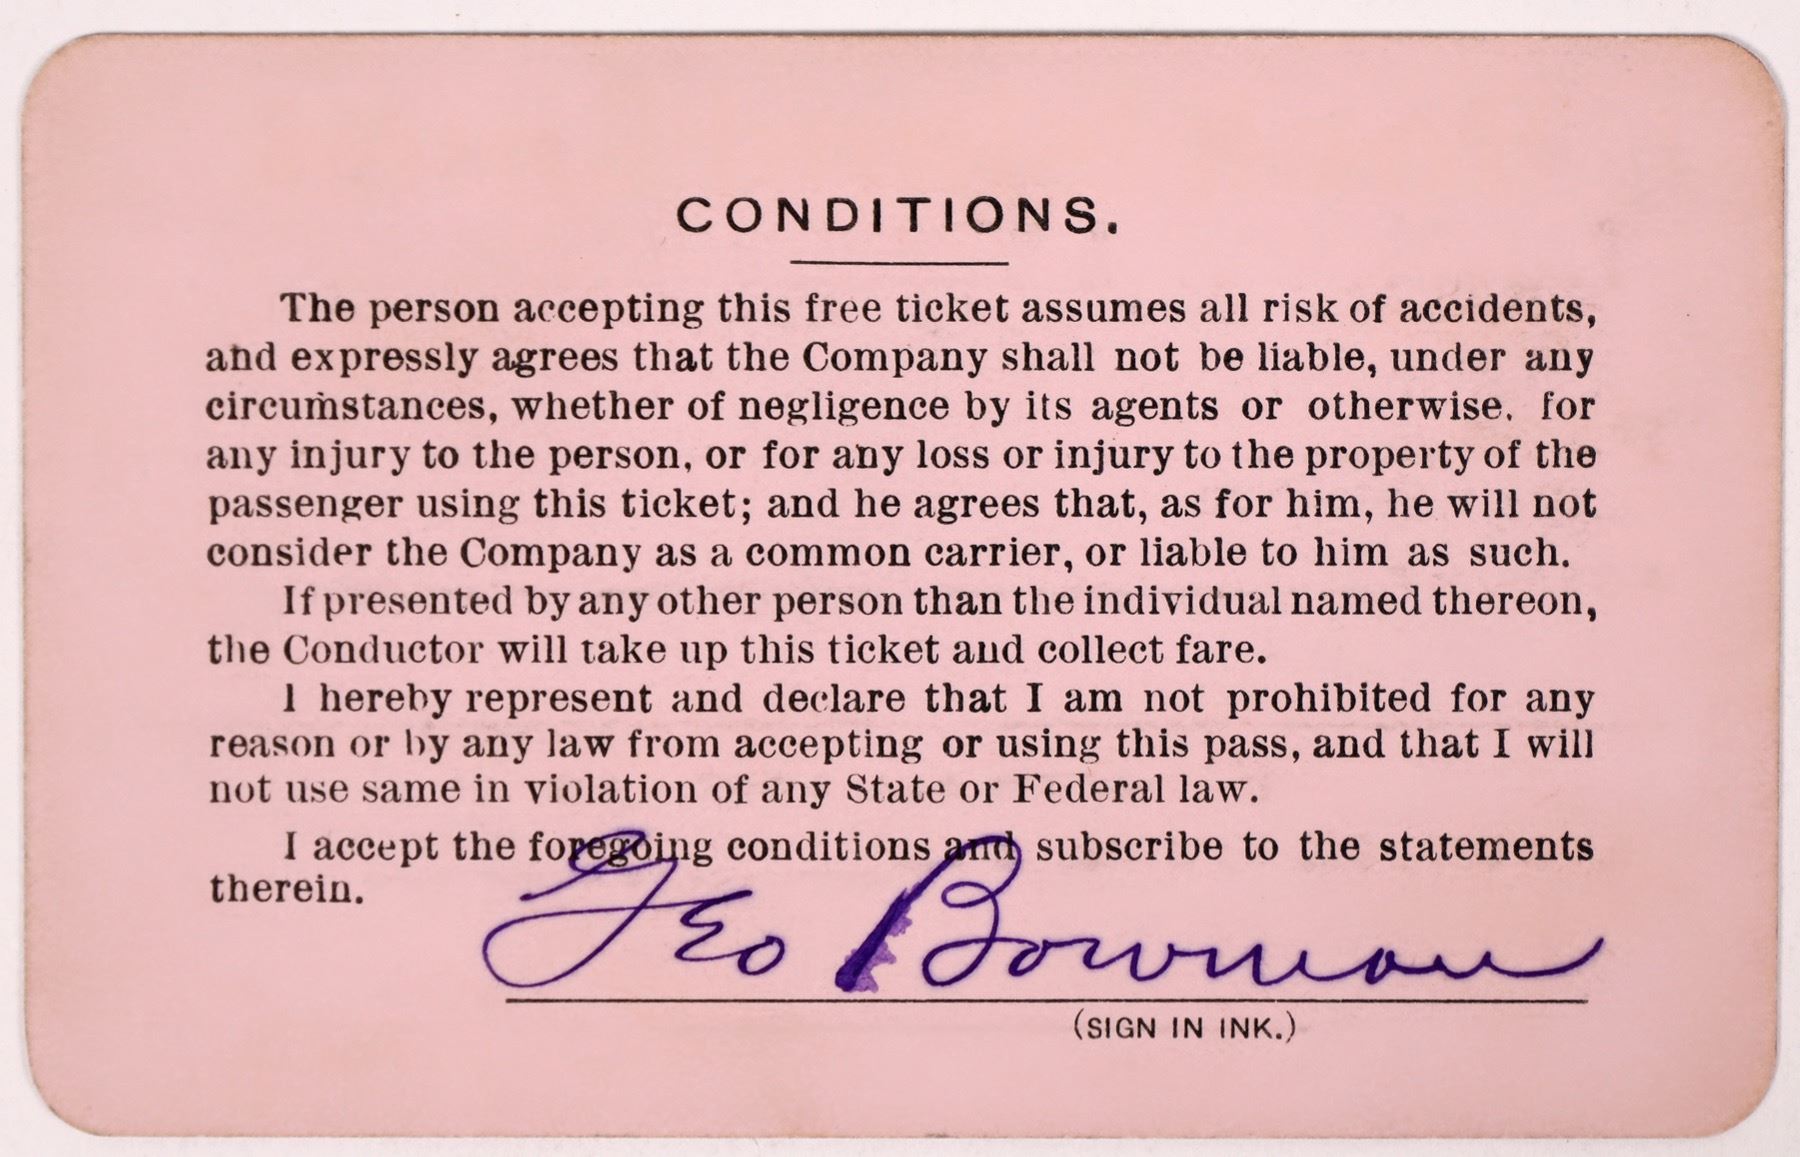 CONDITIONS.
The person accepting this free ticket assumes all risk of accidents,
and expressly agrees that the Company shall not be liable, under any
circumstances, whether of negligence by its agents or otherwise, for
any injury to the person, or for any loss or injury to the property of the
passenger using this ticket; and he agrees that, as for him, he will not
consider the Company as a common carrier, or liable to him as such.
If presented by any other person than the individual named thereon,
the Conductor will take up this ticket and collect fare.
I hereby represent and declare that I am not prohibited for any
reason or by any law from accepting or using this pass, and that I will
not use same in violation of any State or Federal law.
I accept the foregoing conditions and subscribe to the statements
therein.
Geo Bowman
(SIGN IN INK.)